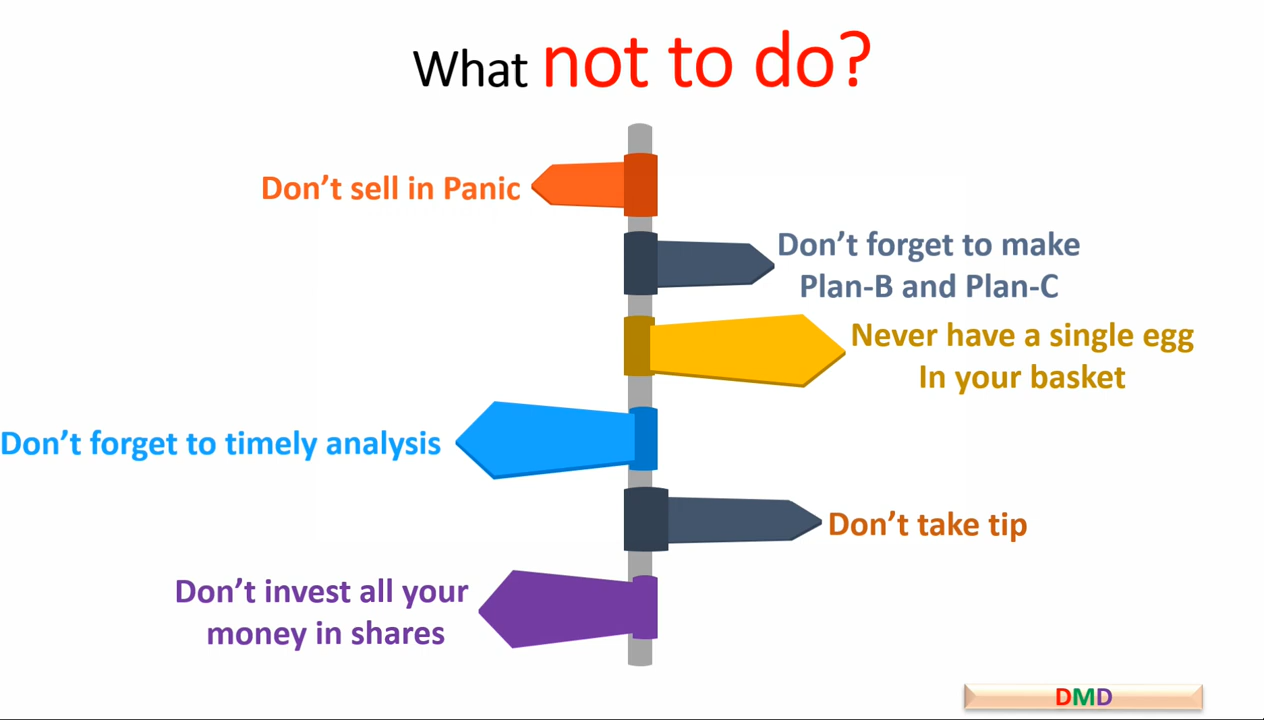 What not to do?
Don’t sell in Panic
Don’t forget to make
Plan-B and Plan-C
Never have a single egg
In your basket
Don’t forget to timely analysis
Don’t take tip
Don’t invest all your
money in shares
DMD